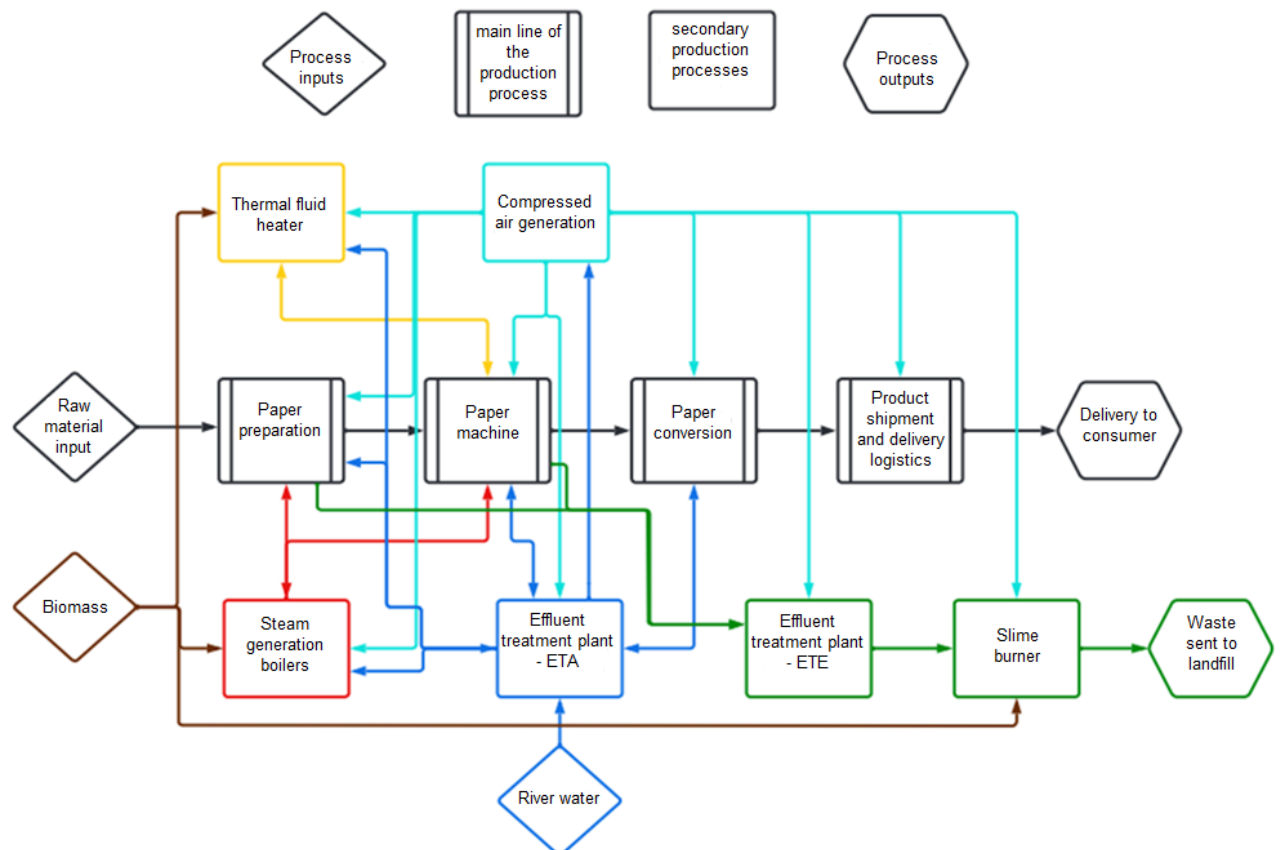 Process
inputs
main line of
the
production
process
secondary
production
processes
Process
outputs
Thermal fluid
heater
Compressed
air generation
Raw
material
input
Paper
preparation
Paper
machine
Paper
conversion
Product
shipment
and delivery
logistics
Delivery to
consumer
Biomass
Steam
generation
boilers
Effluent
treatment plant
- ETA
Effluent
treatment plant
- ETE
Slime
burner
Waste
sent to
landfill
River water